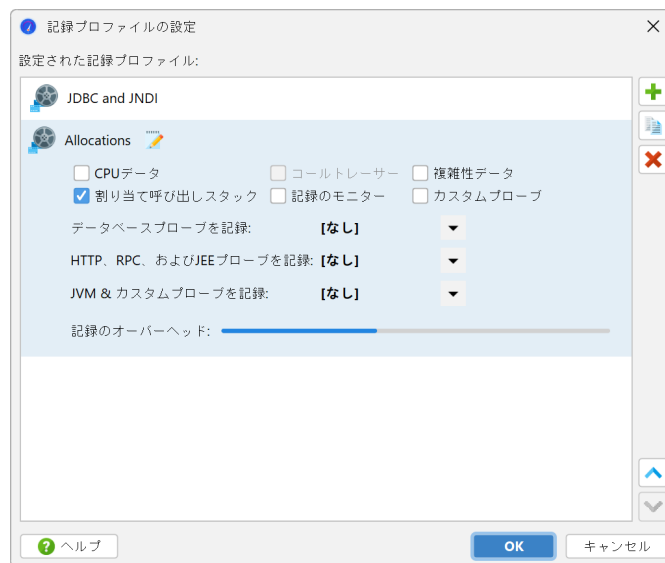 記録プロファイルの設定
設定された記録プロファイル:
JDBC and JNDI
Allocations
CPUデータ コールトレーサー 複雑性データ
割り当て呼び出しスタック 記録のモニター カスタムプローブ
データベースプローブを記録: [なし]
HTTP、RPC、およびJEEプローブを記録: [なし]
JVM & カスタムプローブを記録: [なし]
記録のオーバーヘッド:
ヘルプ OK キャンセル